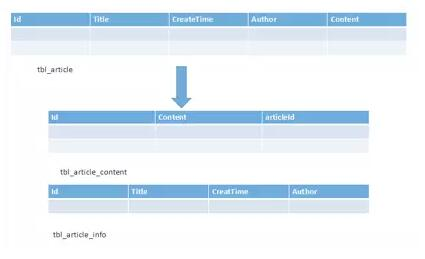 Id Title CreateTime Author Content
tbl_article
Id Content articleId
tbl_article_content
Id Title CreatTime Author
tbl_article_info